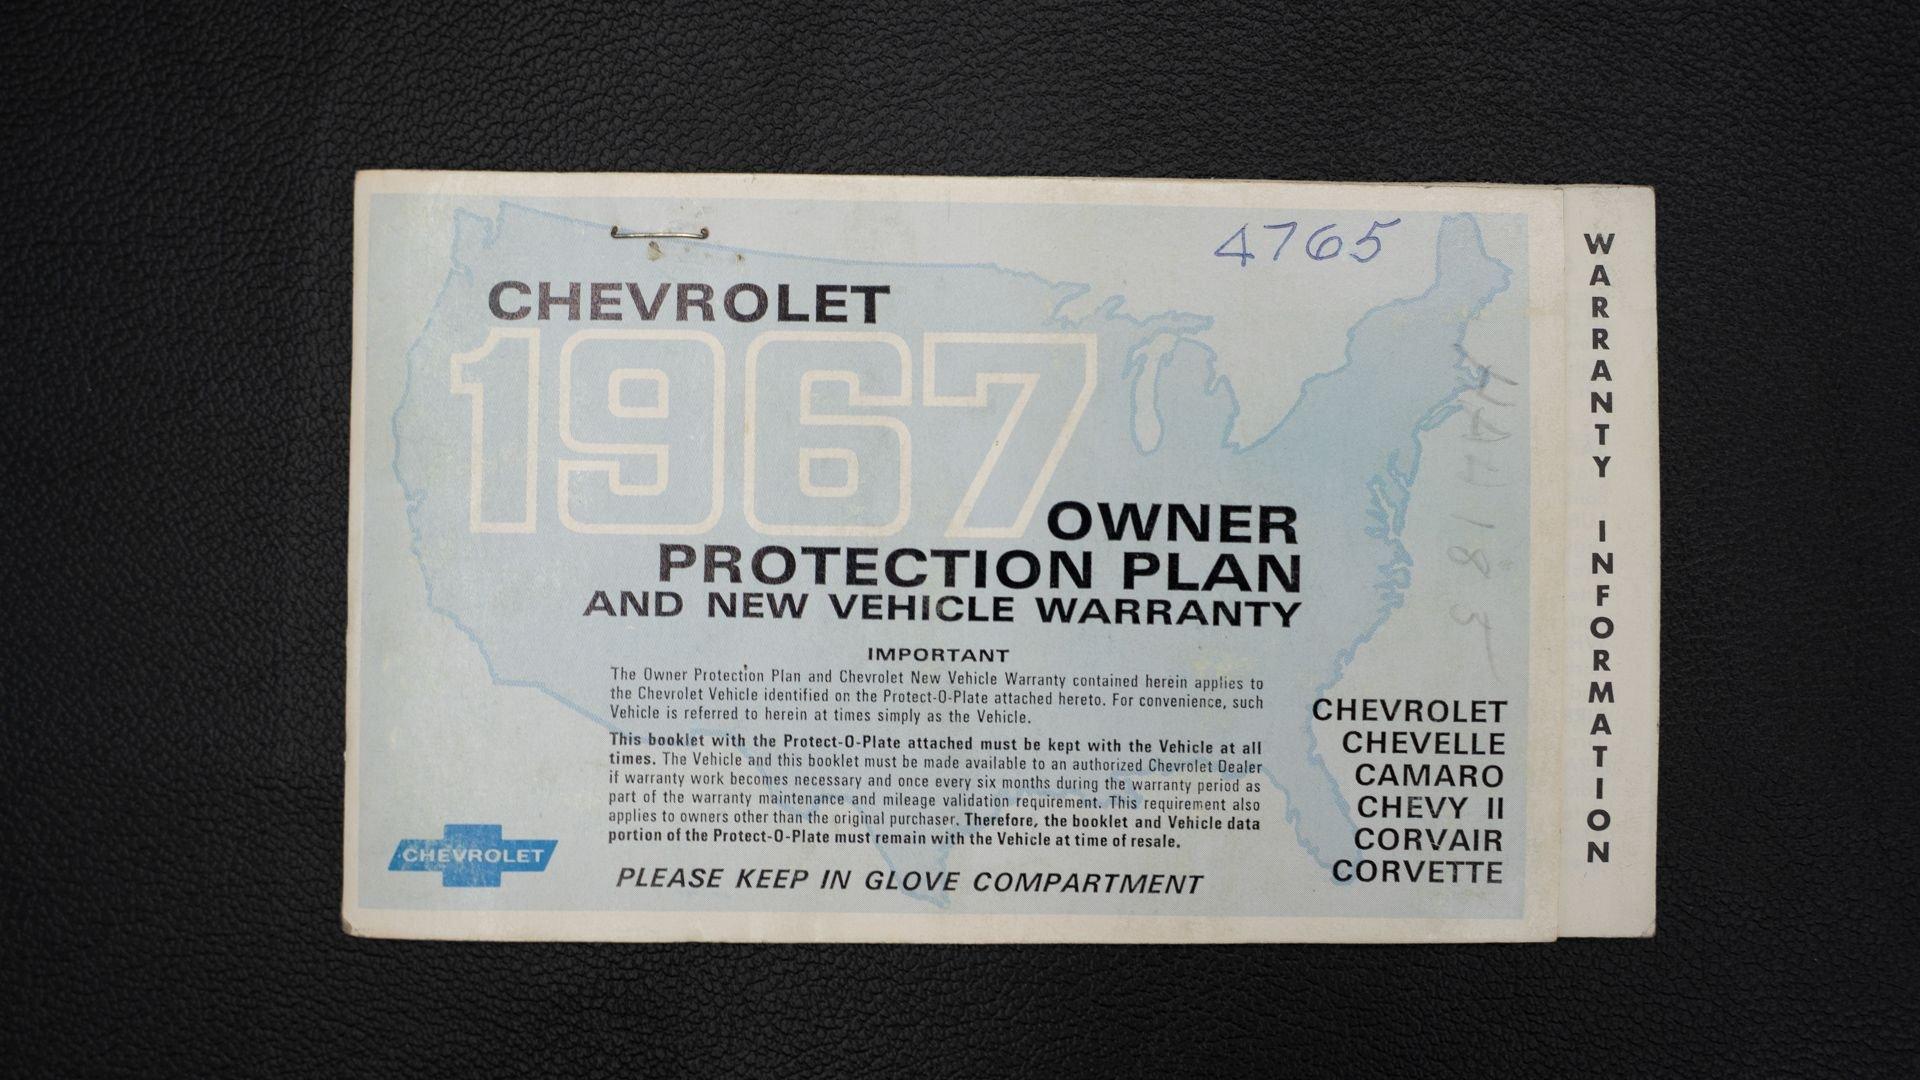 4765
CHEVROLET
1967
OWNER
PROTECTION PLAN
AND NEW VEHICLE WARRANTY
IMPORTANT
The Owner Protection Plan and Chevrolet New Vehicle Warranty contained herein applies to
the Chevrolet Vehicle identified on the Protect-O-Plate attached hereto. For convenience, such
Vehicle is referred to herein at times simply as the Vehicle.
This booklet with the Protect-O-Plate attached must be kept with the Vehicle at all
times. The Vehicle and this booklet must be made available to an authorized Chevrolet Dealer
if warranty work becomes necessary and once every six months during the warranty period as
part of the warranty maintenance and mileage validation requirement. This requirement also
applies to owners other than the original purchaser. Therefore, the booklet and Vehicle data
portion of the Protect-O-Plate must remain with the Vehicle at time of resale.
PLEASE KEEP IN GLOVE COMPARTMENT
CHEVROLET
CHEVROLET
CHEVELLE
CAMARO
CHEVY II
CORVAIR
CORVETTE
WARRANTY INFORMATION